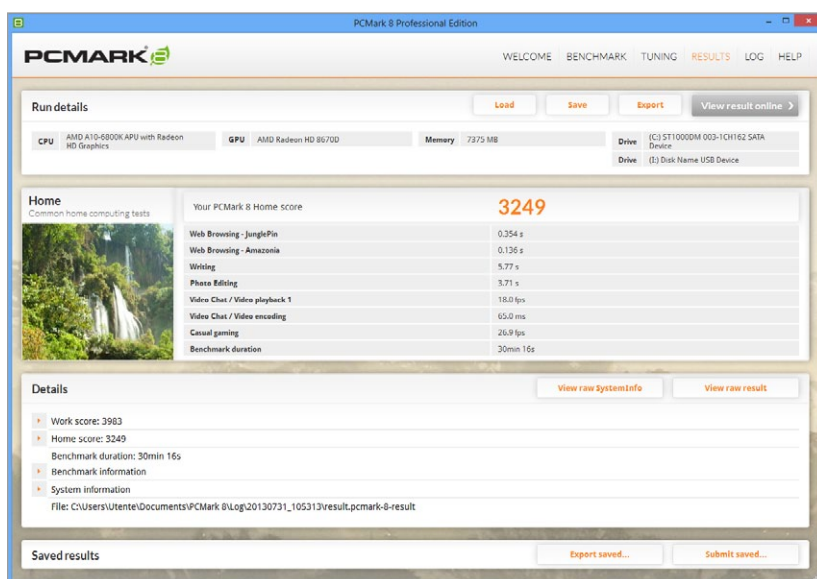 PCMark 8 Professional Edition
PCMARK 8
WELCOME BENCHMARK TUNING RESULTS LOG HELP
Run details
Load Save Export View result online
CPU AMD A10-6800K APU with Radeon HD Graphics
GPU AMD Radeon HD 8670D
Memory 7375 MB
Drive (C:) ST1000DM 003-1CH162 SATA Device
Drive (I:) Disk Name USB Device
Home
Common home computing tests
Your PCMark 8 Home score 3249
Web Browsing - JunglePin 0.354 s
Web Browsing - Amazonia 0.136 s
Writing 5.77 s
Photo Editing 3.71 s
Video Chat / Video playback 1 18.0 fps
Video Chat / Video encoding 65.0 ms
Casual gaming 26.9 fps
Benchmark duration 30min 16s
Details
View raw SystemInfo View raw result
Work score: 3983
Home score: 3249
Benchmark duration: 30min 16s
Benchmark information
System information
File: C:\Users\Utente\Documents\PCMark 8\Log\20130731_105313\result.pcmark-8-result
Saved results
Export saved... Submit saved...